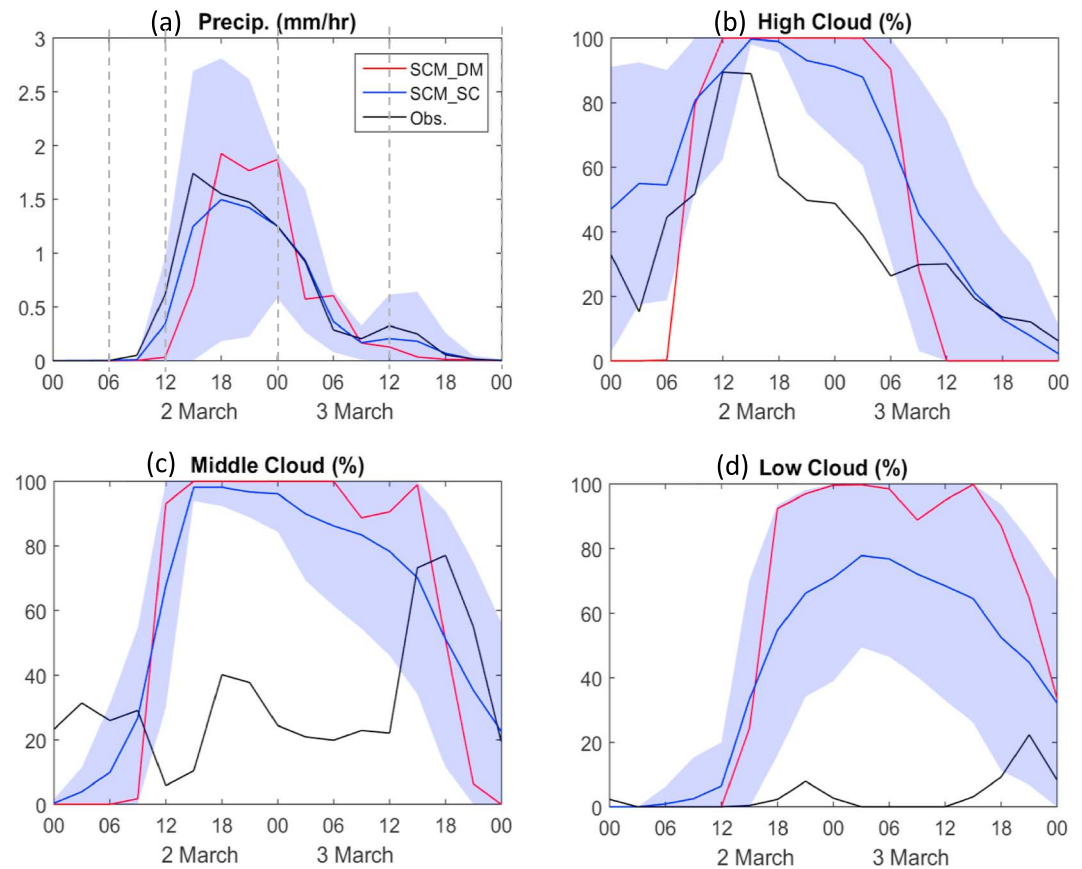 (a) Precip. (mm/hr)
3
2.5
2
1.5
1
0.5
0
SCM_DM
SCM_SC
Obs.
00 06 12 18 00 06 12 18 00
2 March 3 March
(b) High Cloud (%)
100
80
60
40
20
0
00 06 12 18 00 06 12 18 00
2 March 3 March
(c) Middle Cloud (%)
100
80
60
40
20
0
00 06 12 18 00 06 12 18 00
2 March 3 March
(d) Low Cloud (%)
100
80
60
40
20
0
00 06 12 18 00 06 12 18 00
2 March 3 March